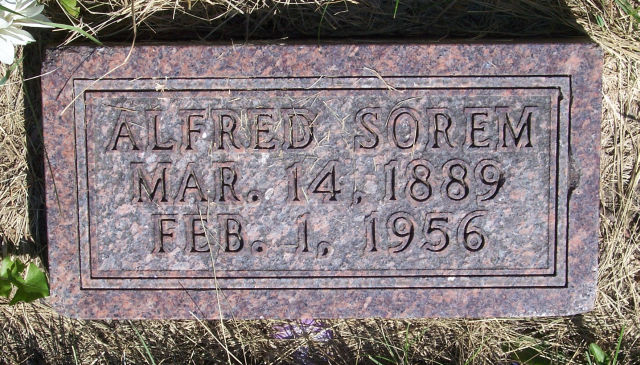 ALFRED SOREM
MAR. 14, 1889
FEB. 1, 1956